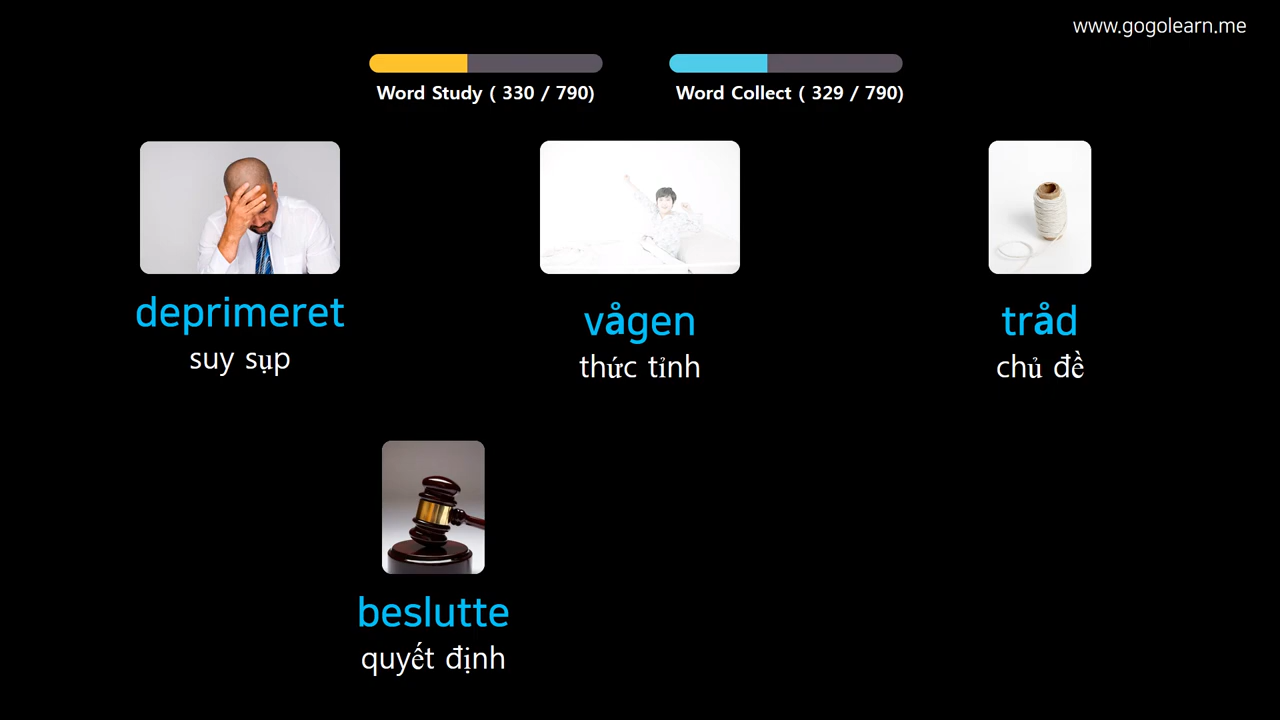 www.gogolearn.me
Word Study ( 330 / 790)
Word Collect ( 329 / 790)
deprimeret
suy sụp
vågen
thức tỉnh
tråd
chủ đề
beslutte
quyết định